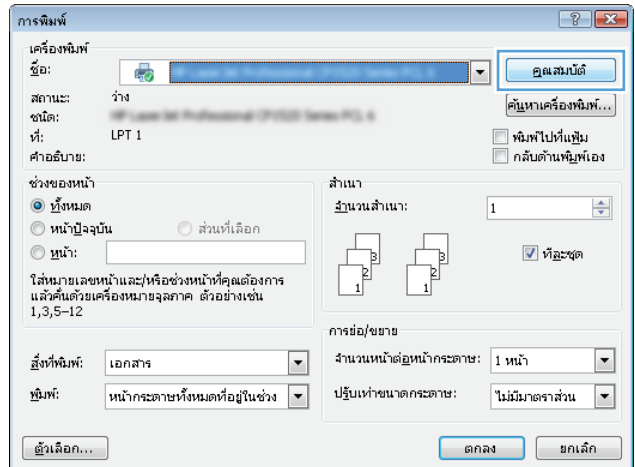 การพิมพ์
เครื่องพิมพ์
ชื่อ:
คุณสมบัติ
สถานะ: ว่าง
ค้นหาเครื่องพิมพ์...
ชนิด:
ที่: LPT 1
พิมพ์ไปที่แฟ้ม
คำอธิบาย:
กลับด้านพิมพ์เอง
ช่วงของหน้า
ทั้งหมด
หน้าปัจจุบัน ส่วนที่เลือก
หน้า:
ใส่หมายเลขหน้าและ/หรือช่วงหน้าที่คุณต้องการ
แล้วคั่นด้วยเครื่องหมายจุลภาค ตัวอย่างเช่น
1,3,5–12
สำเนา
จำนวนสำเนา: 1
3 3
2 2
1 1
ทีละชุด
สิ่งที่พิมพ์: เอกสาร
พิมพ์: หน้ากระดาษทั้งหมดที่อยู่ในช่วง
การย่อ/ขยาย
จำนวนหน้าต่อหน้ากระดาษ: 1 หน้า
ปรับเท่าขนาดกระดาษ: ไม่มีมาตราส่วน
ตัวเลือก...
ตกลง
ยกเลิก